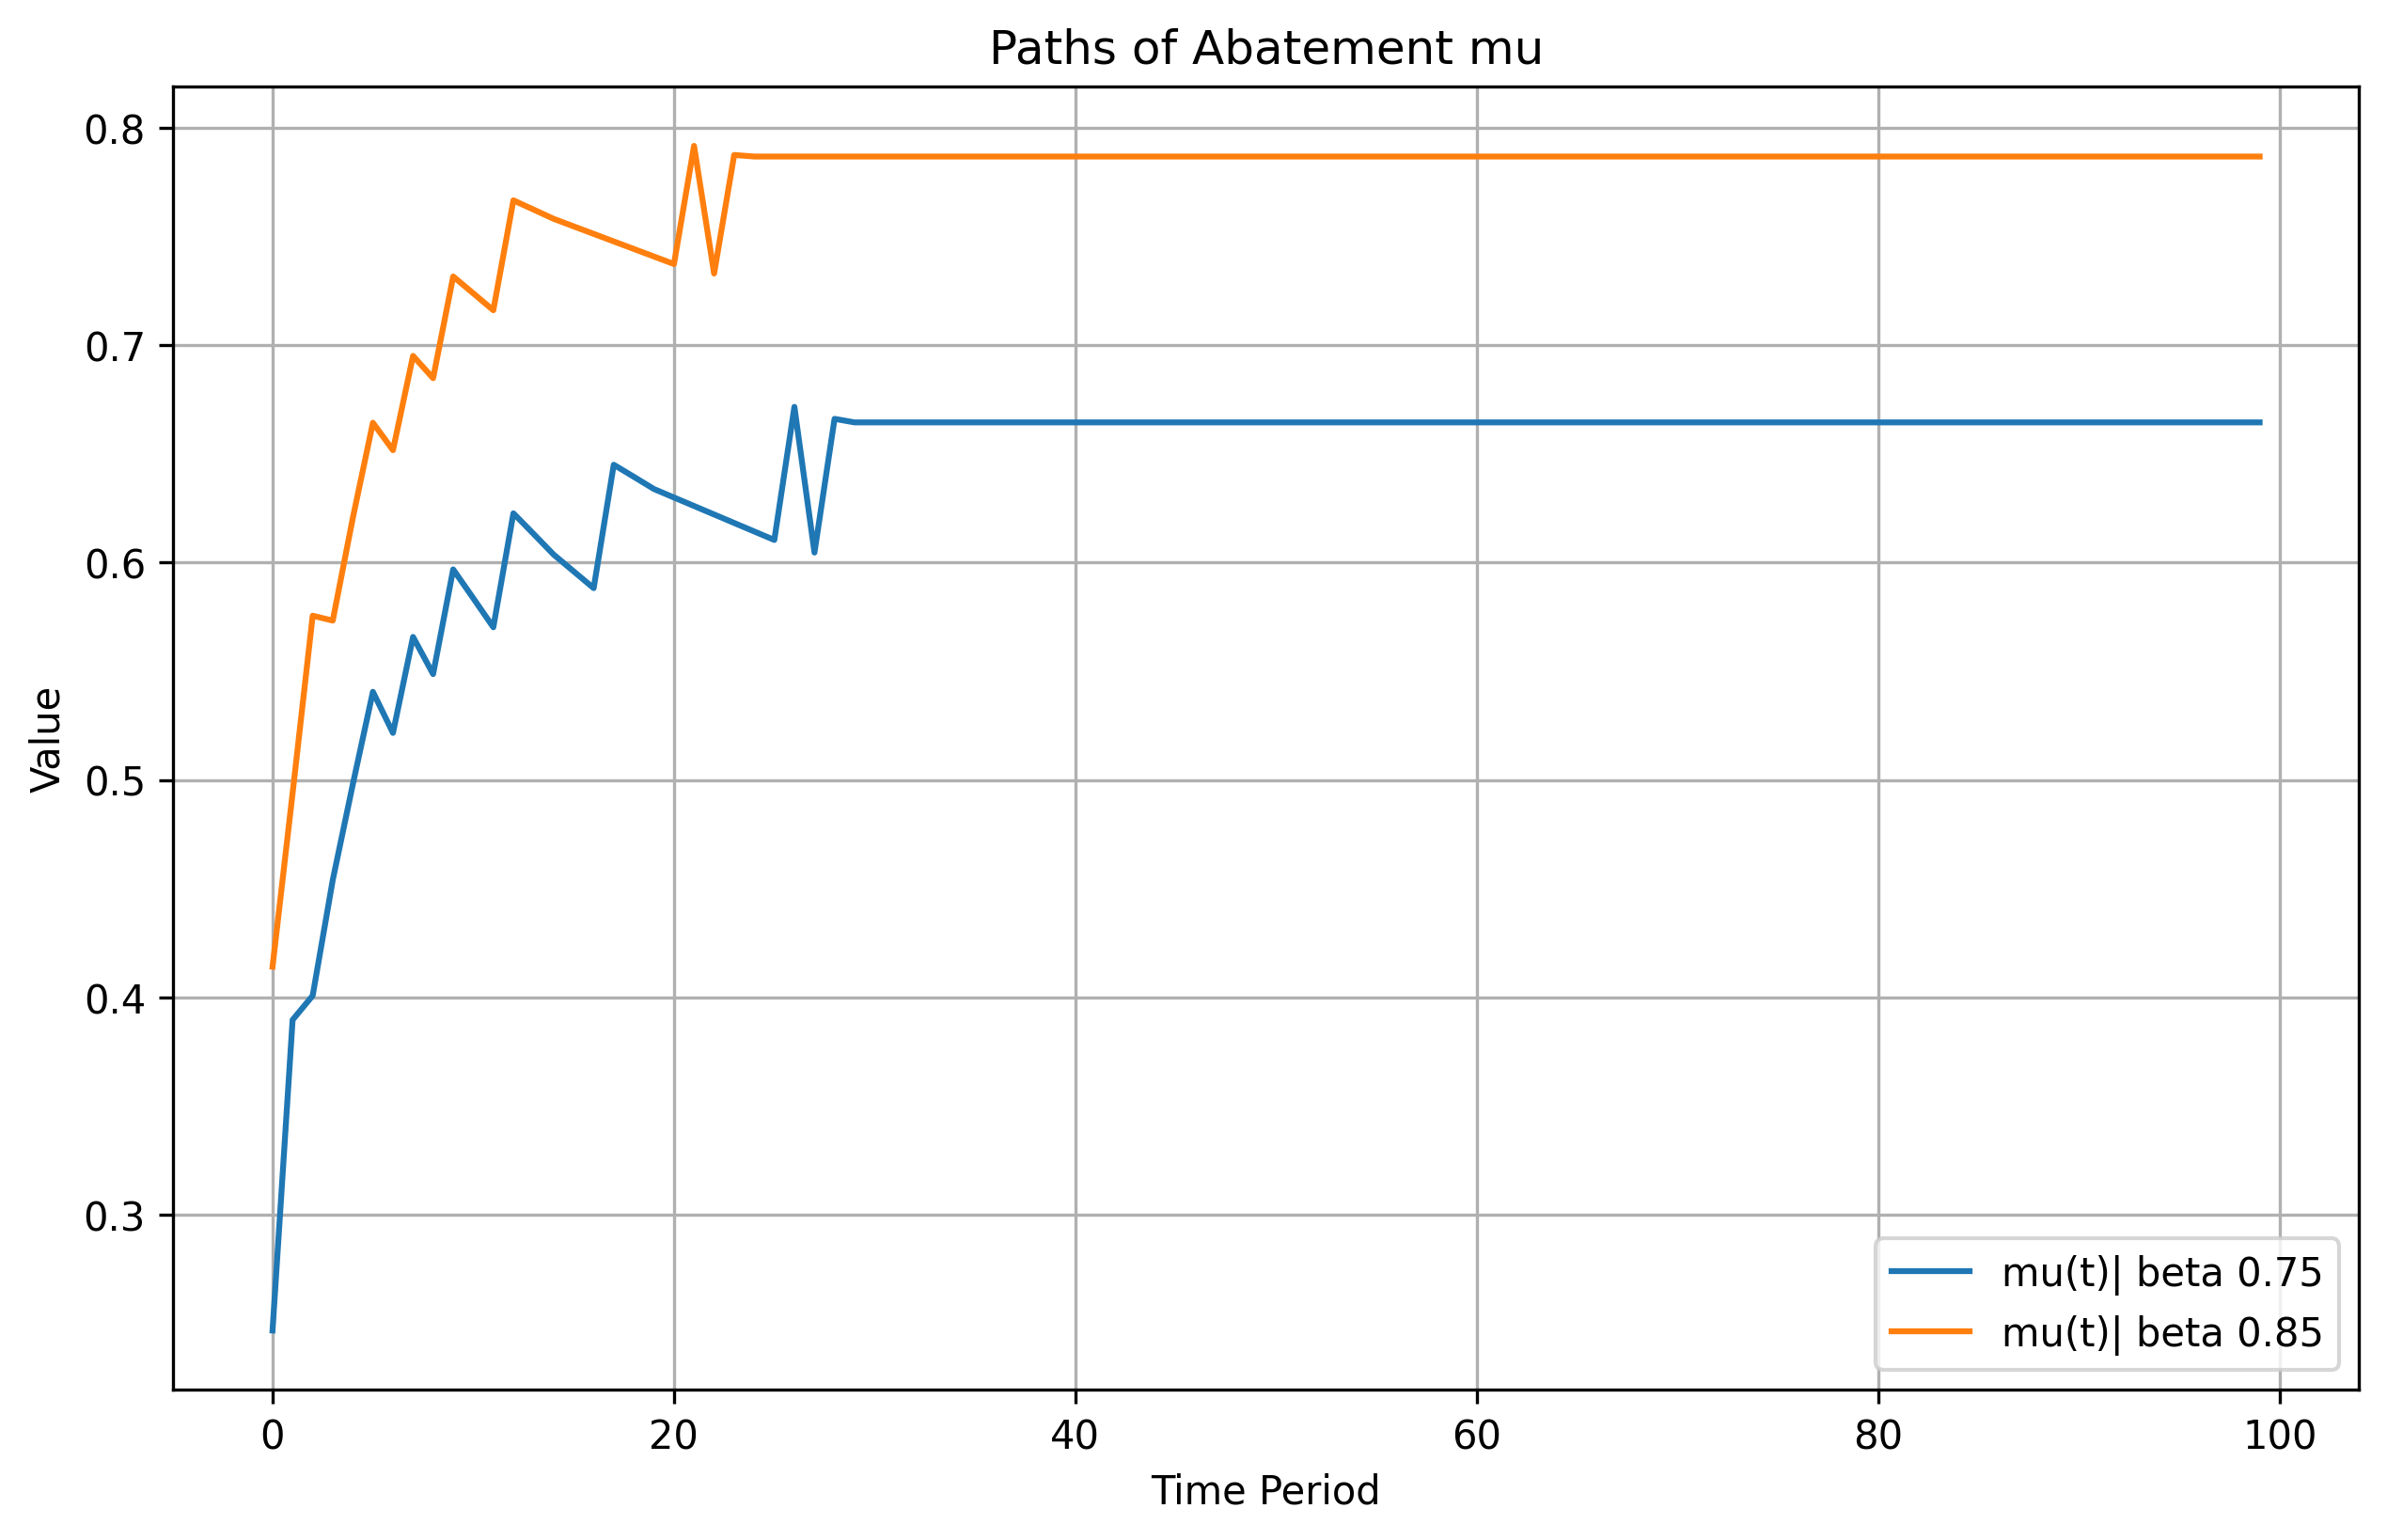 Paths of Abatement mu
Value
0.8
0.7
0.6
0.5
0.4
0.3
mu(t)| beta 0.75
mu(t)| beta 0.85
0 20 40 60 80 100
Time Period